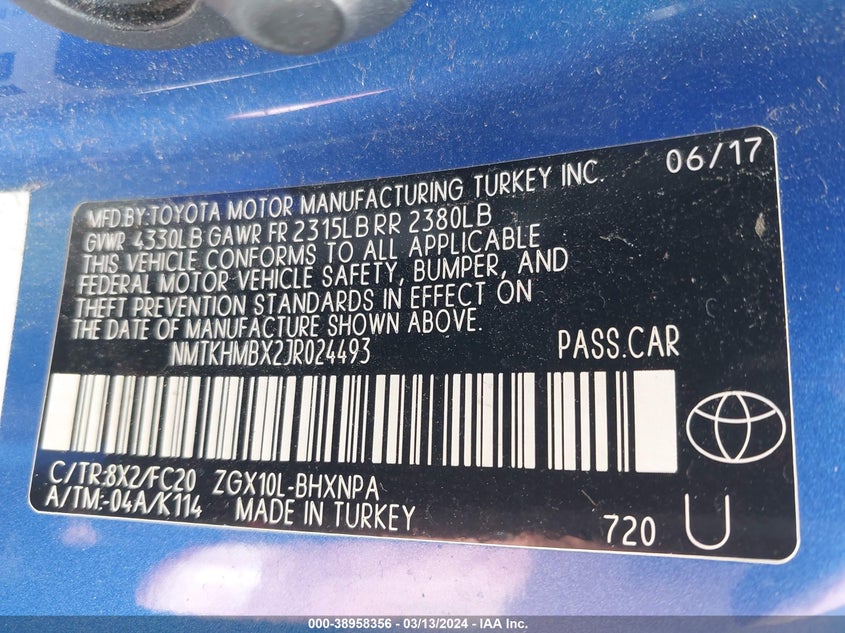 06/17
MFD.BY:TOYOTA MOTOR MANUFACTURING TURKEY INC.
GVWR 4330LB GAWR FR 2315LB RR 2380LB
THIS VEHICLE CONFORMS TO ALL APPLICABLE
FEDERAL MOTOR VEHICLE SAFETY, BUMPER, AND
THEFT PREVENTION STANDARDS IN EFFECT ON
THE DATE OF MANUFACTURE SHOWN ABOVE.
NMTKHMBX2JR024493 PASS.CAR
C/TR:8X2/FC20 ZGX10L-BHXNPA
A/TM:-04A/K114 MADE IN TURKEY
720 U
000-38958356 - 03/13/2024 - IAA Inc.